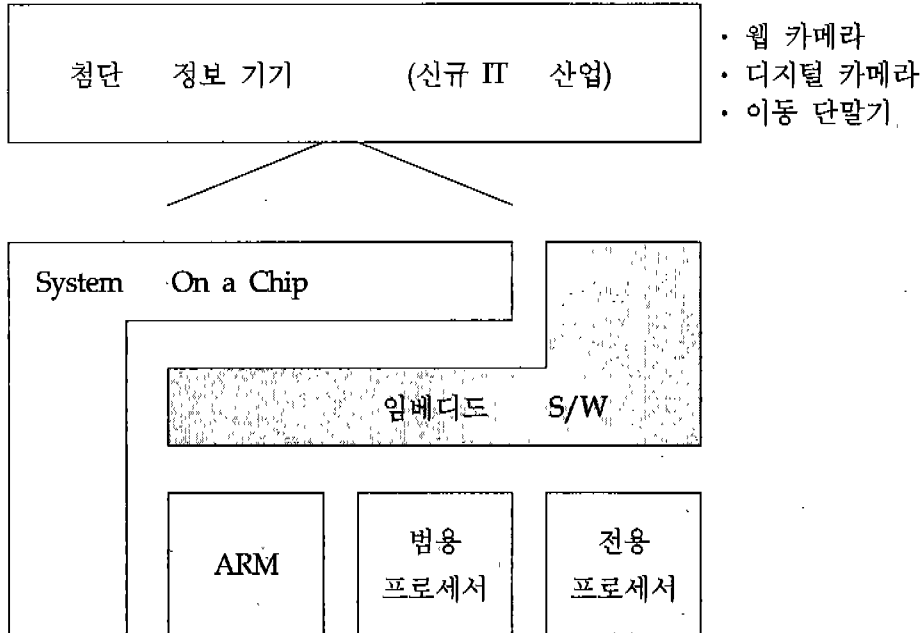 첨단 정보 기기 (신규 IT 산업)
· 웹 카메라
· 디지털 카메라
· 이동 단말기
System On a Chip
임베디드 S/W
ARM
범용
프로세서
전용
프로세서